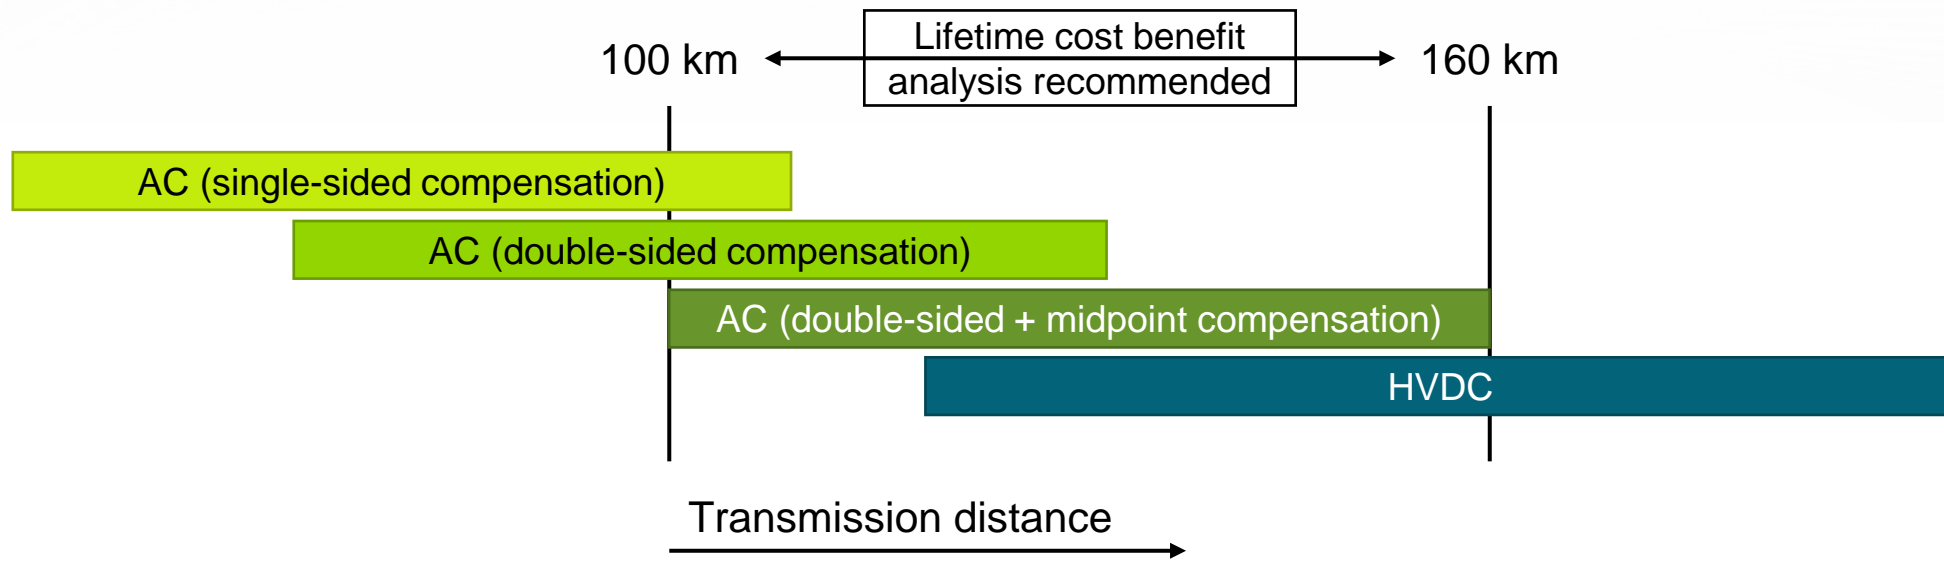 Lifetime cost benefit
analysis recommended
100 km
160 km
AC (single-sided compensation)
AC (double-sided compensation)
AC (double-sided + midpoint compensation)
HVDC
Transmission distance